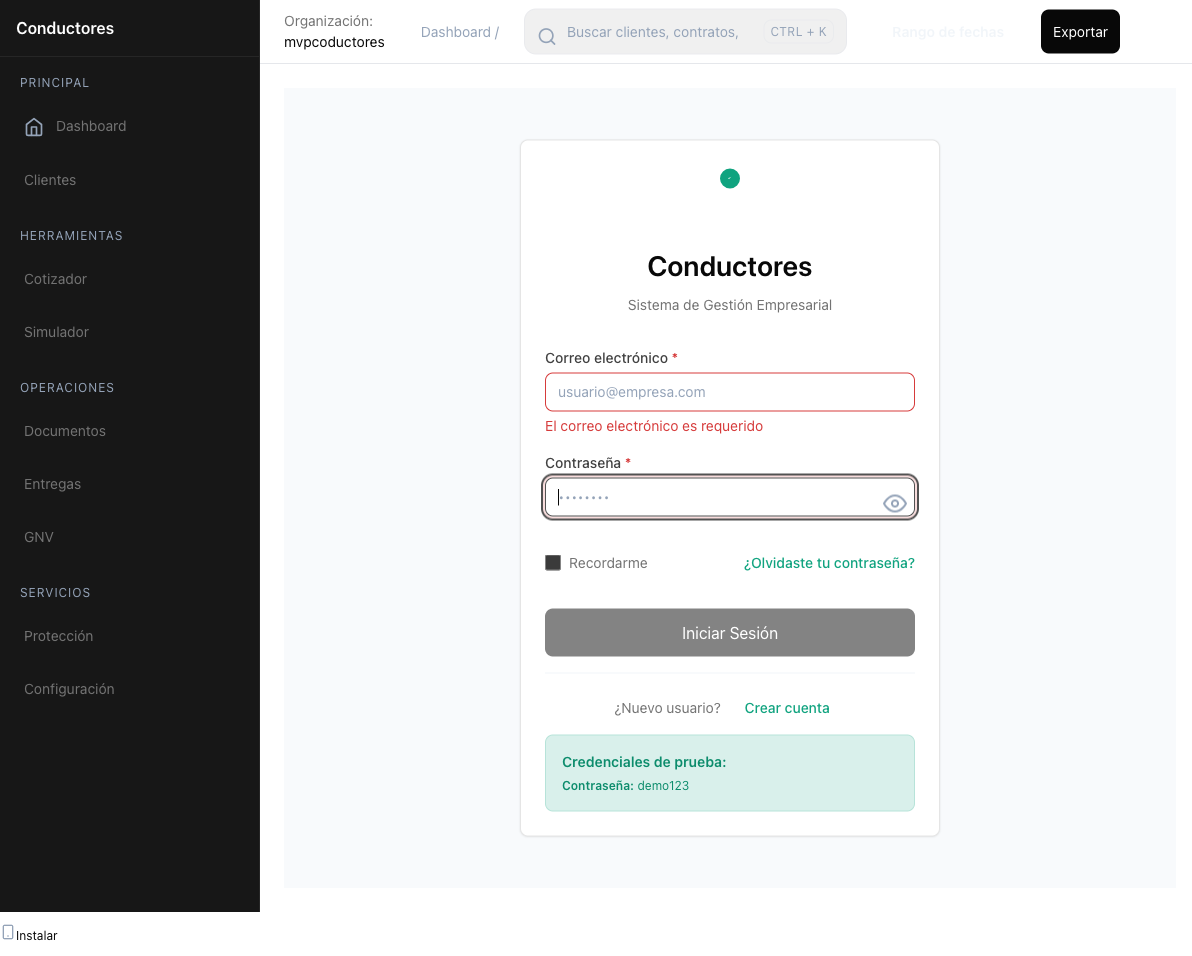 Conductores
PRINCIPAL
Dashboard
Clientes
HERRAMIENTAS
Cotizador
Simulador
OPERACIONES
Documentos
Entregas
GNV
SERVICIOS
Protección
Configuración
Instalar
Organización:
mvpcoductores
Dashboard /
Buscar clientes, contratos,
CTRL + K
Rango de fechas
Exportar
Conductores
Sistema de Gestión Empresarial
Correo electrónico *
usuario@empresa.com
El correo electrónico es requerido
Contraseña *
••••••••
Recordarme
¿Olvidaste tu contraseña?
Iniciar Sesión
¿Nuevo usuario? Crear cuenta
Credenciales de prueba:
Contraseña: demo123